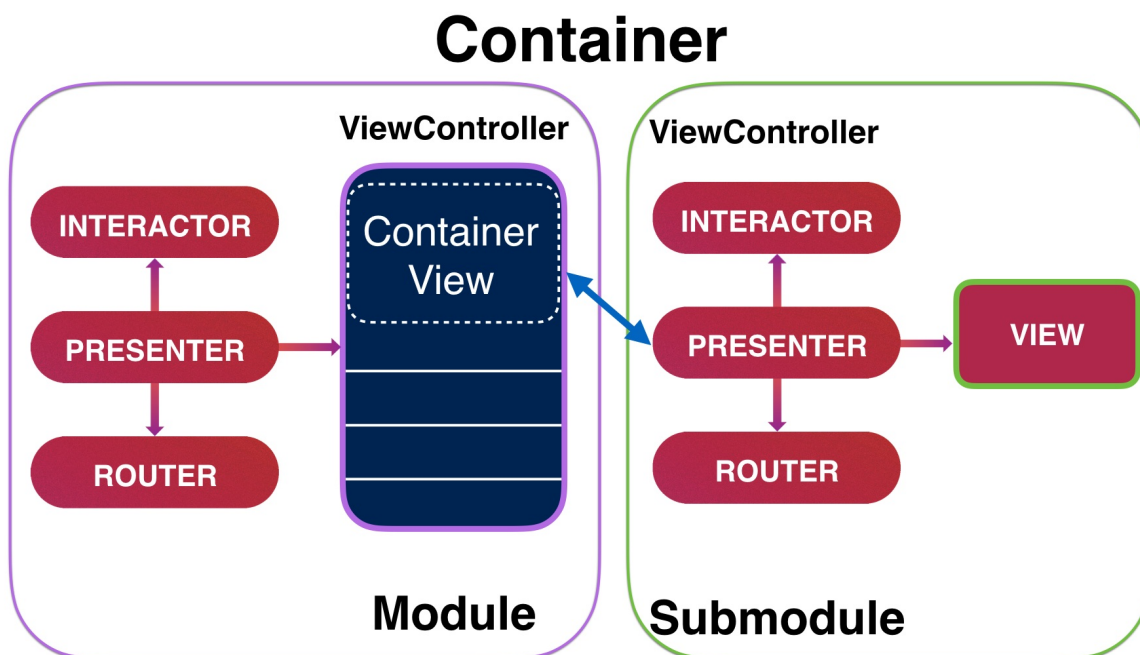 Container
ViewController
INTERACTOR
Container
View
PRESENTER
ROUTER
Module
ViewController
INTERACTOR
PRESENTER
VIEW
ROUTER
Submodule